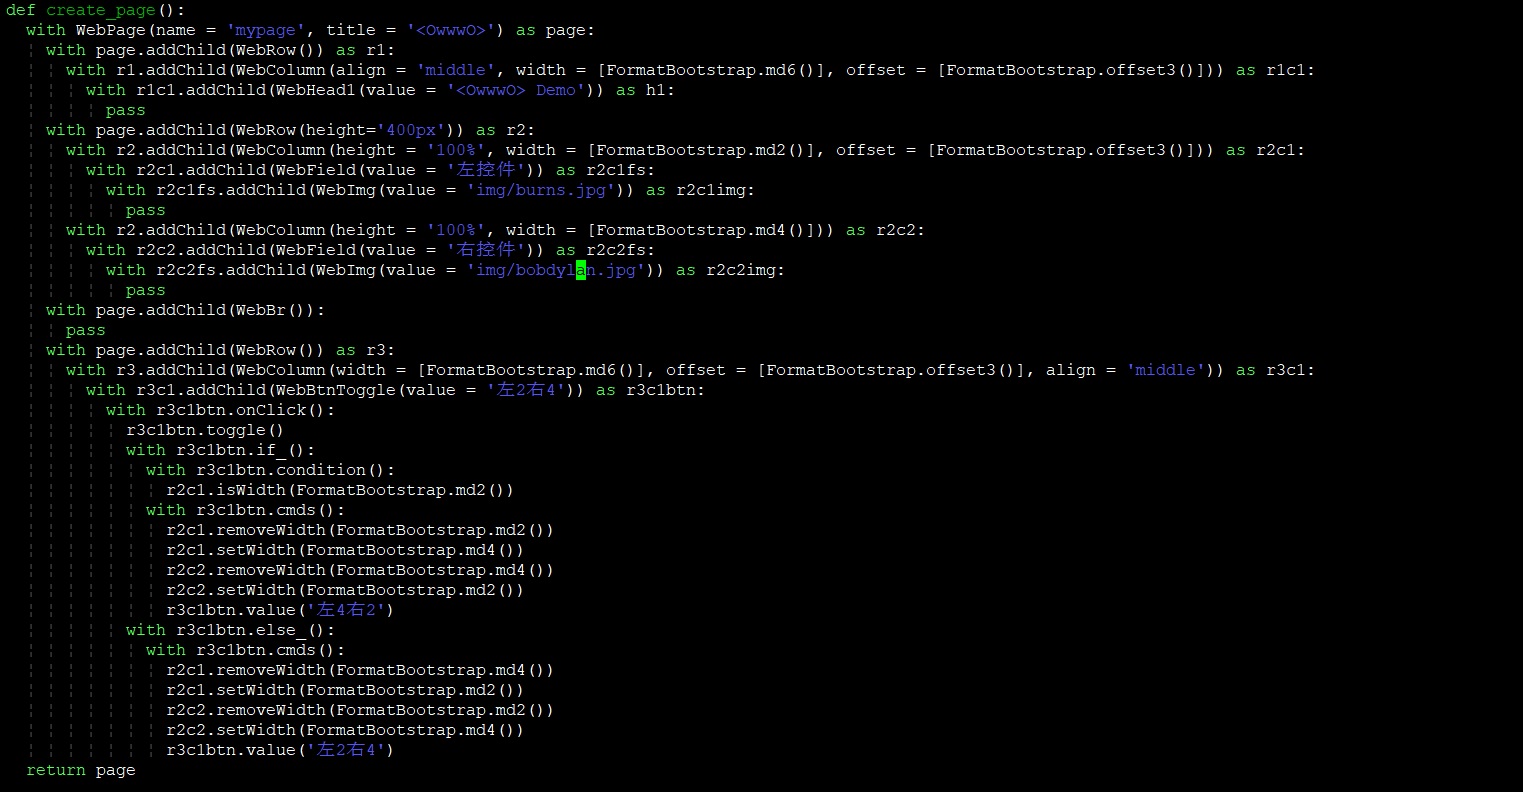 def create_page():
with WebPage(name = 'mypage', title = '<OwwwO>') as page:
with page.addChild(WebRow()) as r1:
with r1.addChild(WebColumn(align = 'middle', width = [FormatBootstrap.md6()], offset = [FormatBootstrap.offset3()])) as r1c1:
with r1c1.addChild(WebHead1(value = '<OwwwO> Demo')) as h1:
pass
with page.addChild(WebRow(height='400px')) as r2:
with r2.addChild(WebColumn(height = '100%', width = [FormatBootstrap.md2()], offset = [FormatBootstrap.offset3()])) as r2c1:
with r2c1.addChild(WebField(value = '左控件')) as r2c1fs:
with r2c1fs.addChild(WebImg(value = 'img/burns.jpg')) as r2c1img:
pass
with r2.addChild(WebColumn(height = '100%', width = [FormatBootstrap.md4()])) as r2c2:
with r2c2.addChild(WebField(value = '右控件')) as r2c2fs:
with r2c2fs.addChild(WebImg(value = 'img/bobdylan.jpg')) as r2c2img:
pass
with page.addChild(WebBr()):
pass
with page.addChild(WebRow()) as r3:
with r3.addChild(WebColumn(width = [FormatBootstrap.md6()], offset = [FormatBootstrap.offset3()], align = 'middle')) as r3c1:
with r3c1.addChild(WebBtnToggle(value = '左2右4')) as r3c1btn:
with r3c1btn.onClick():
r3c1btn.toggle()
with r3c1btn.if_():
with r3c1btn.condition():
r2c1.isWidth(FormatBootstrap.md2())
with r3c1btn.cmds():
r2c1.removeWidth(FormatBootstrap.md2())
r2c1.setWidth(FormatBootstrap.md4())
r2c2.removeWidth(FormatBootstrap.md4())
r2c2.setWidth(FormatBootstrap.md2())
r3c1btn.value('左4右2')
with r3c1btn.else_():
with r3c1btn.cmds():
r2c1.removeWidth(FormatBootstrap.md4())
r2c1.setWidth(FormatBootstrap.md2())
r2c2.removeWidth(FormatBootstrap.md2())
r2c2.setWidth(FormatBootstrap.md4())
r3c1btn.value('左2右4')
return page